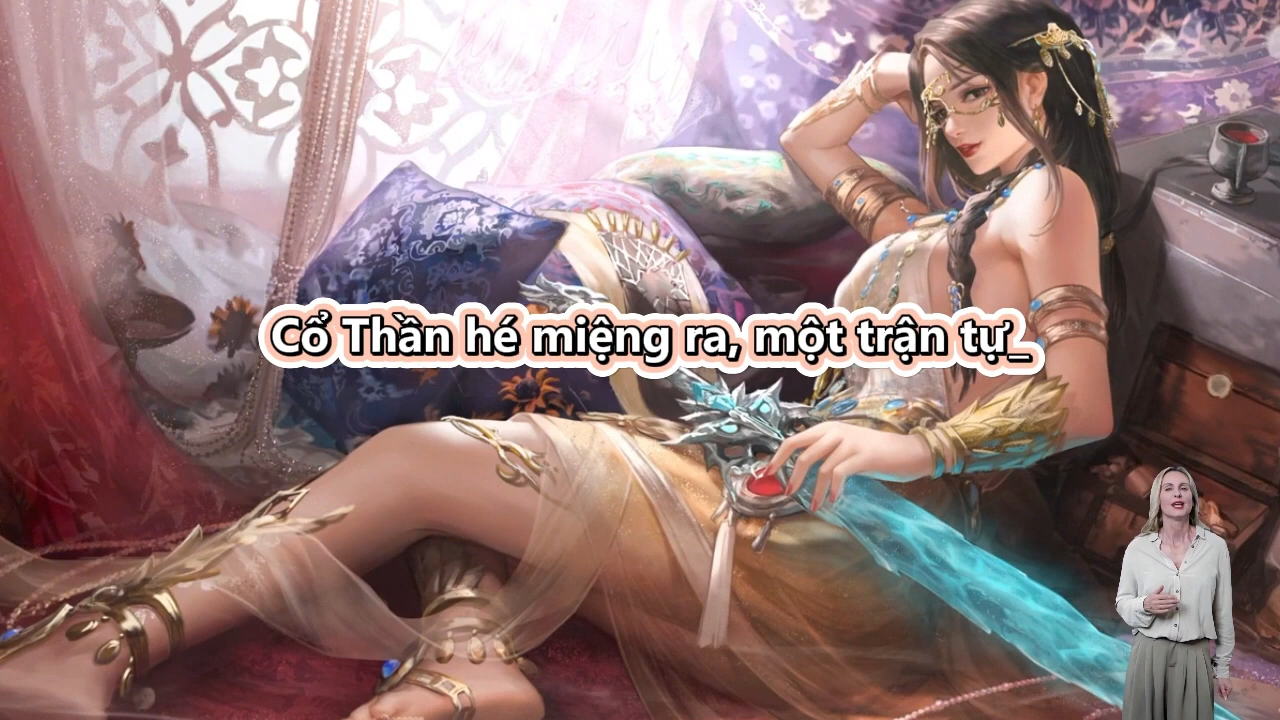 Cổ Thần hé miệng ra, một trận tự_